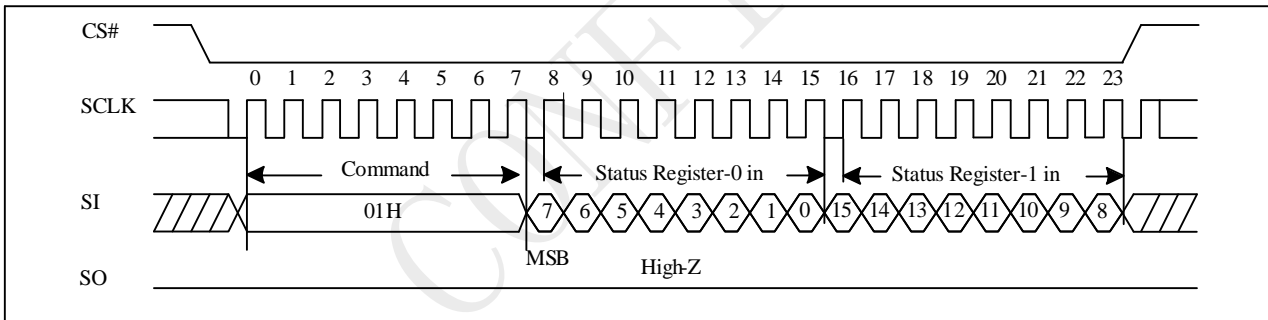 CS#
0 1 2 3 4 5 6 7 8 9 10 11 12 13 14 15 16 17 18 19 20 21 22 23
SCLK
Command Status Register-0 in Status Register-1 in
SI 01H 7 6 5 4 3 2 1 0 15 14 13 12 11 10 9 8
MSB High-Z
SO